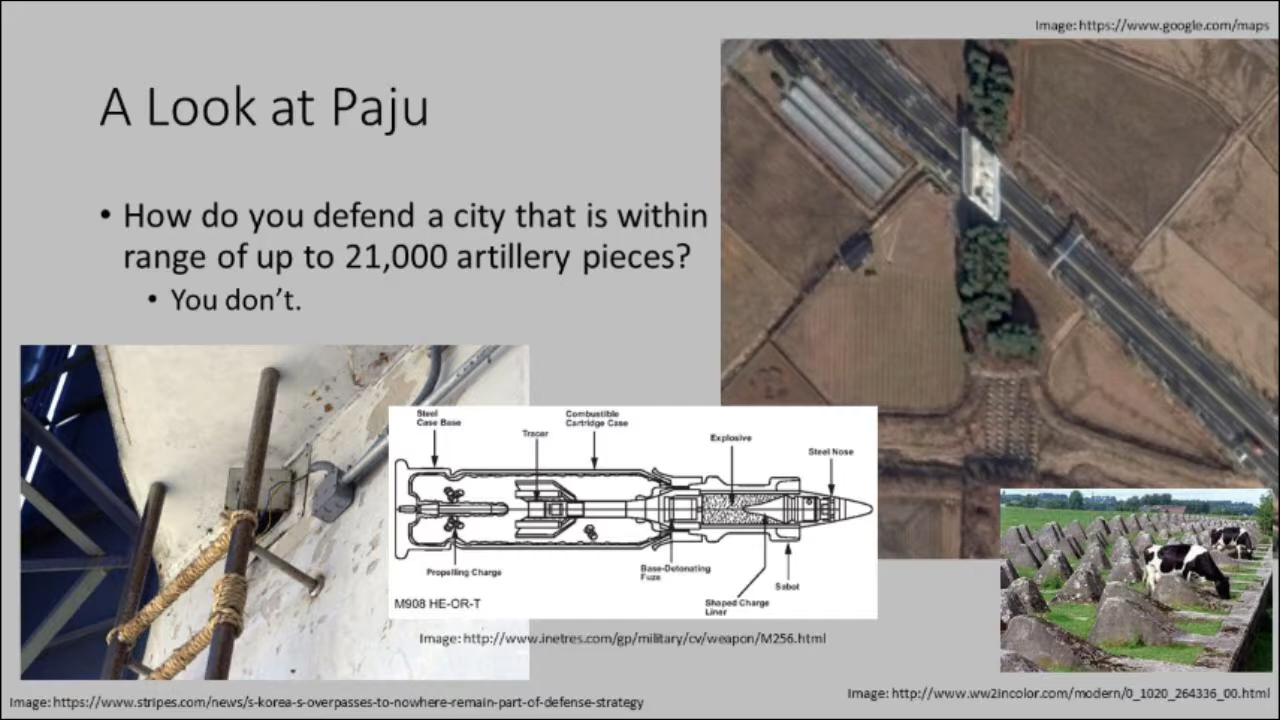 Image: https://www.google.com/maps
A Look at Paju
• How do you defend a city that is within
range of up to 21,000 artillery pieces?
• You don't.
Steel
Case Base
Tracer
Combustible
Cartridge Case
Explosive
Steel Nose
Propelling Charge
Base-Detonating
Fuze
Shaped Charge
Liner
Sabot
M908 HE-OR-T
Image: http://www.inetres.com/gp/military/cv/weapon/M256.html
Image: https://www.stripes.com/news/s-korea-s-overpasses-to-nowhere-remain-part-of-defense-strategy
Image: http://www.ww2incolor.com/modern/0_1020_264336_00.html